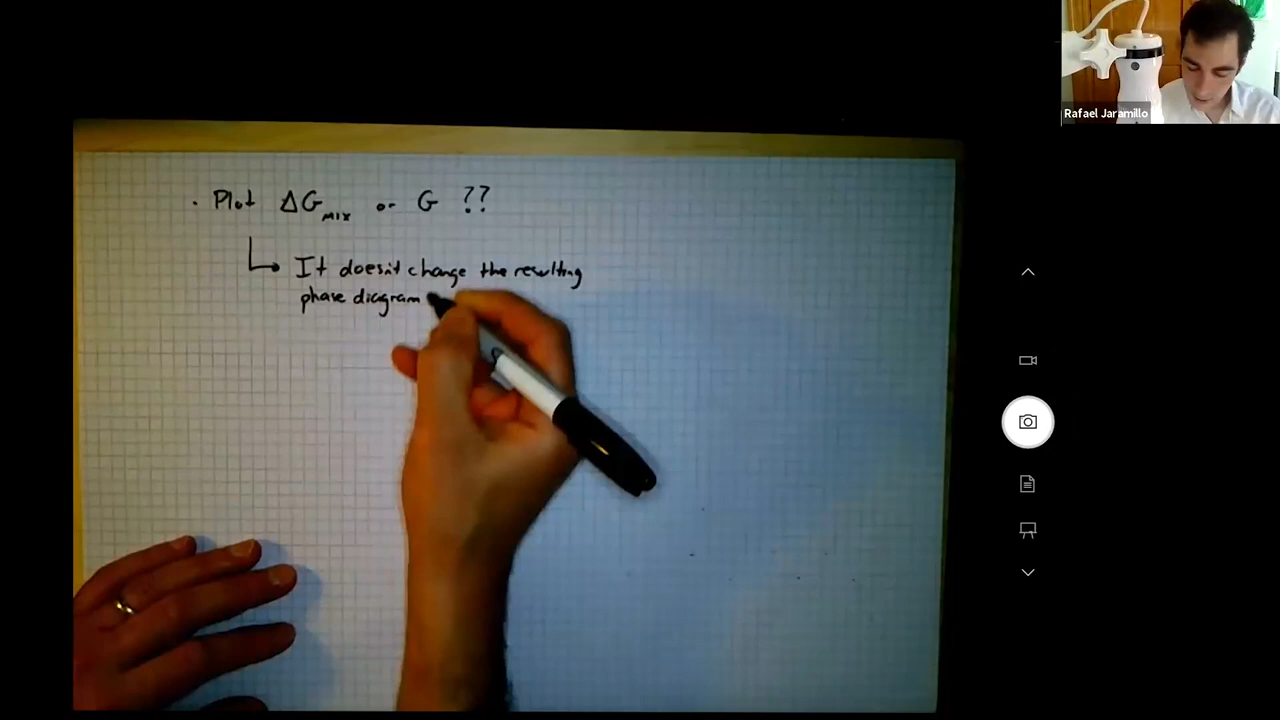 Rafael Jaramillo
. Plot ΔG_MIX or G ??
It doesn't change the resulting
phase diagram